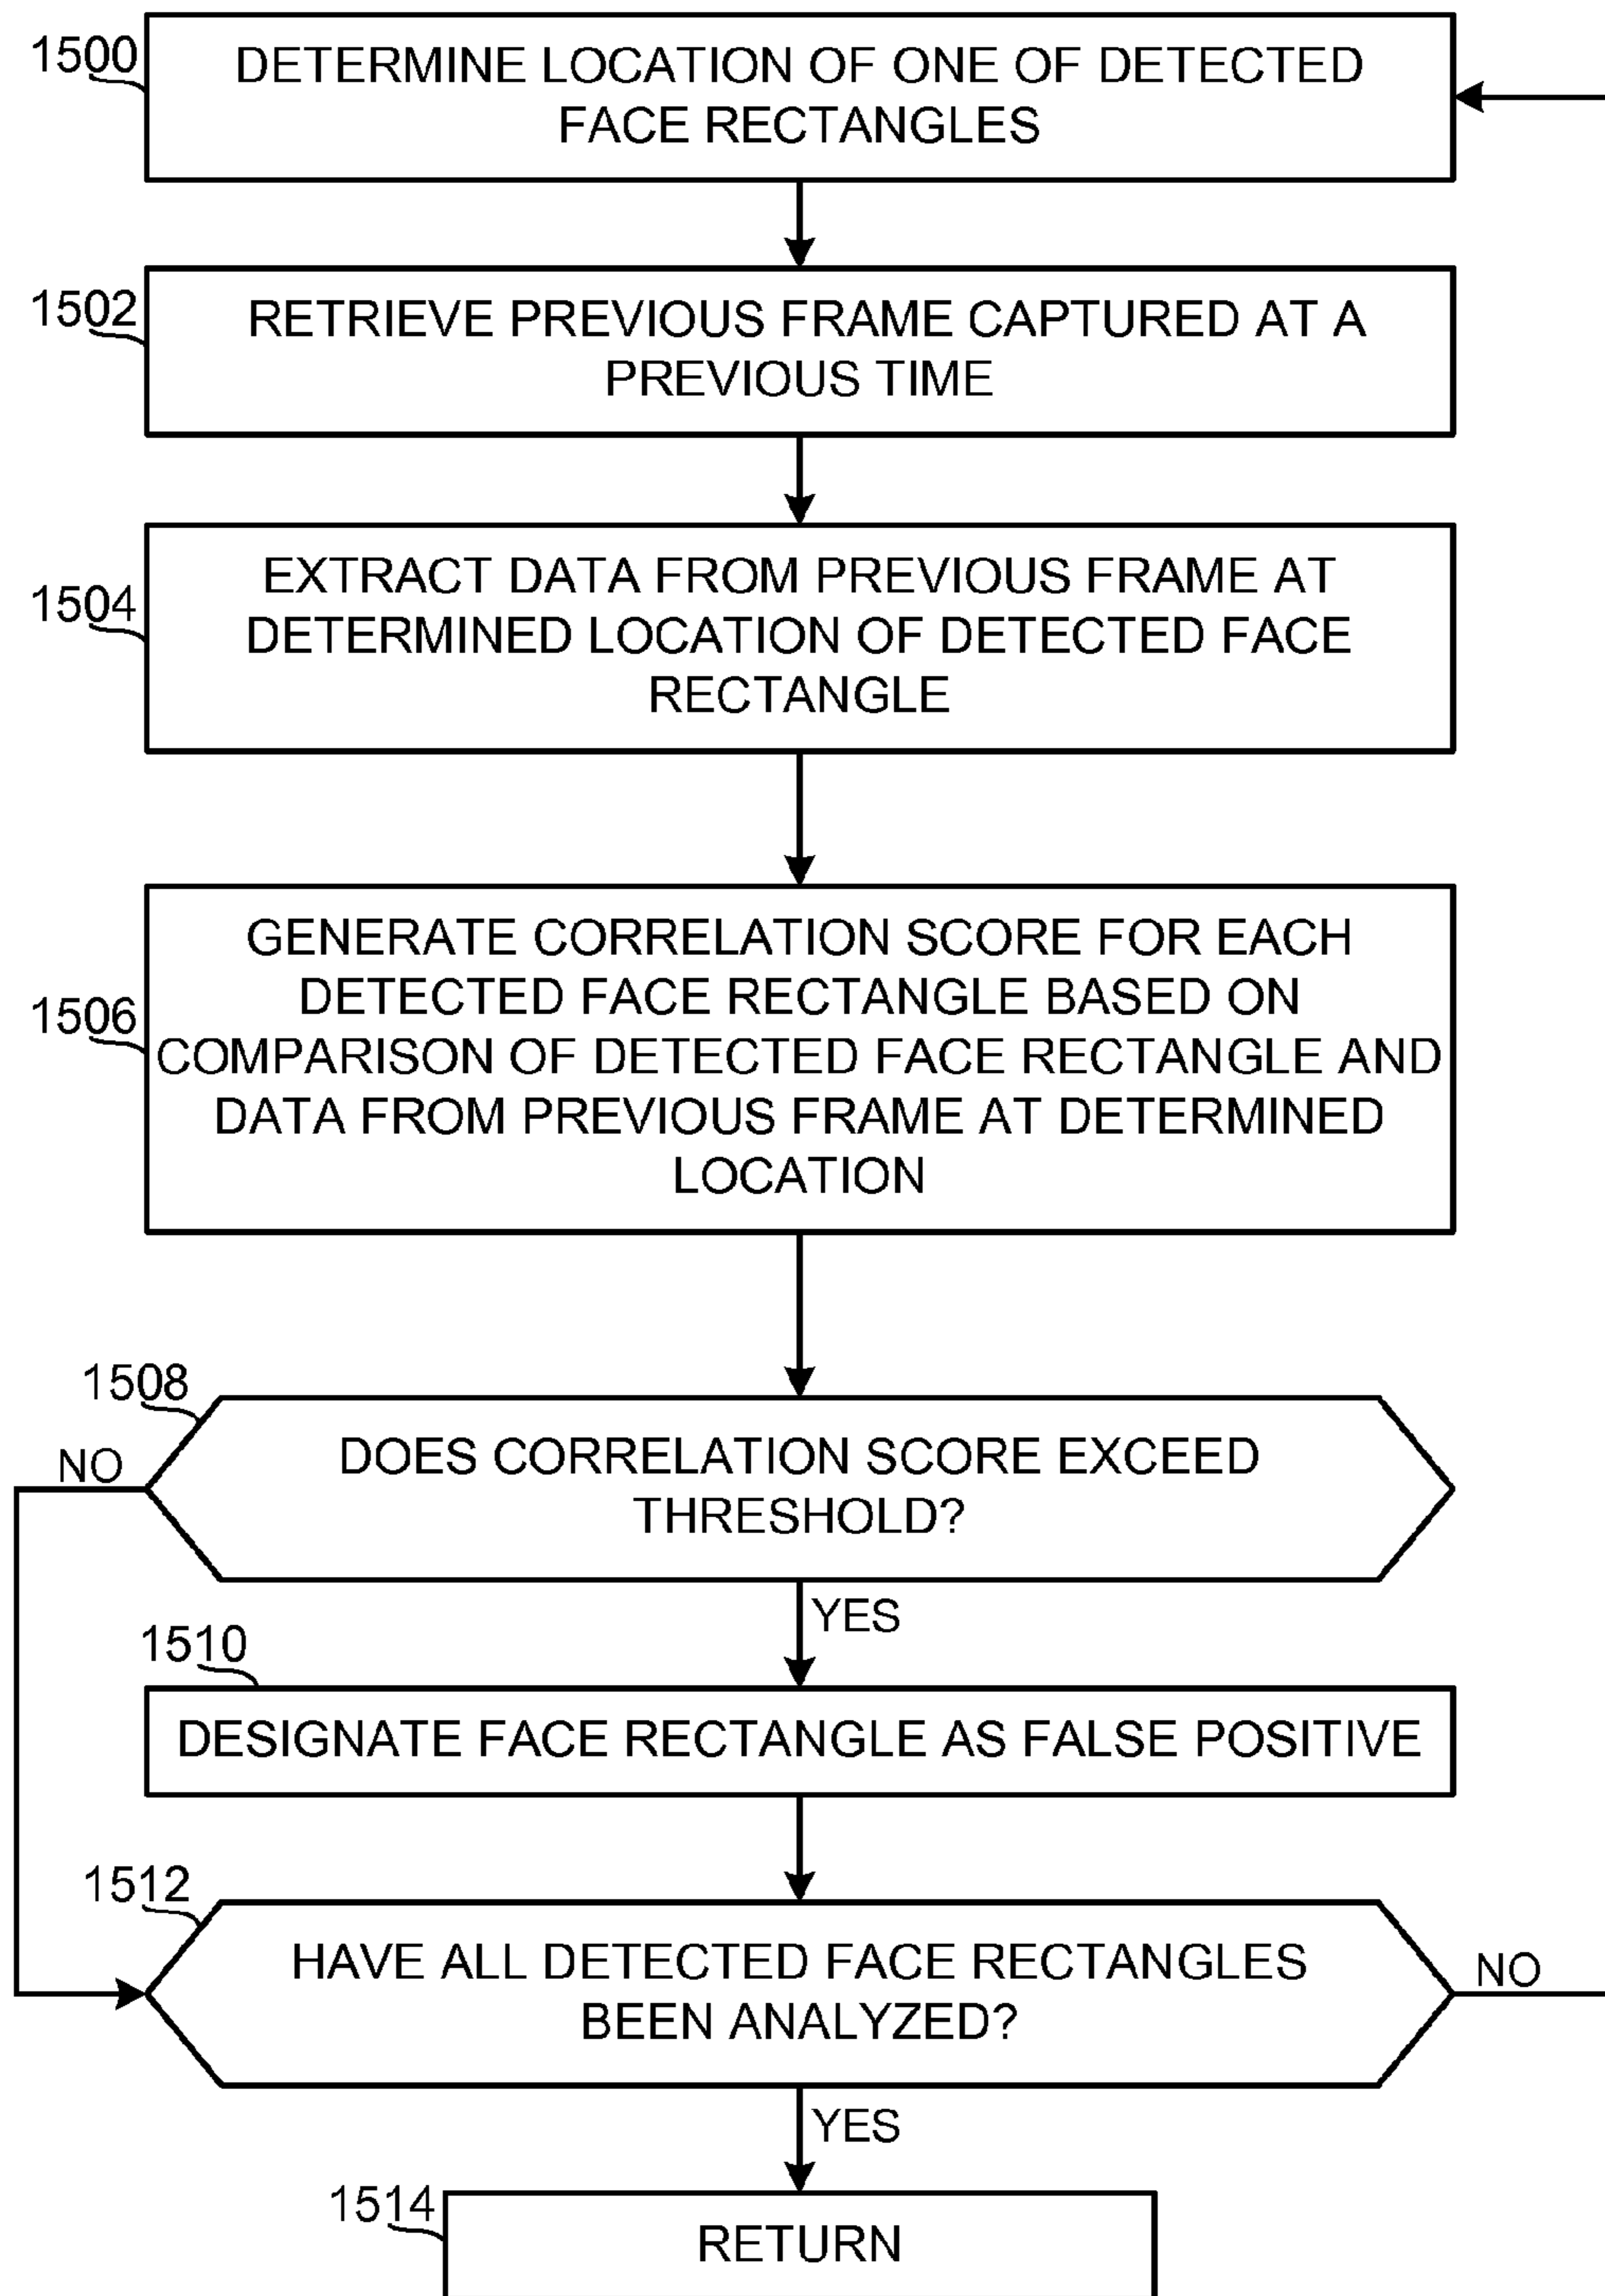 1500
DETERMINE LOCATION OF ONE OF DETECTED
FACE RECTANGLES
1502
RETRIEVE PREVIOUS FRAME CAPTURED AT A
PREVIOUS TIME
1504
EXTRACT DATA FROM PREVIOUS FRAME AT
DETERMINED LOCATION OF DETECTED FACE
RECTANGLE
1506
GENERATE CORRELATION SCORE FOR EACH
DETECTED FACE RECTANGLE BASED ON
COMPARISON OF DETECTED FACE RECTANGLE AND
DATA FROM PREVIOUS FRAME AT DETERMINED
LOCATION
1508
NO
DOES CORRELATION SCORE EXCEED
THRESHOLD?
YES
1510
DESIGNATE FACE RECTANGLE AS FALSE POSITIVE
1512
HAVE ALL DETECTED FACE RECTANGLES
BEEN ANALYZED?
NO
YES
1514
RETURN